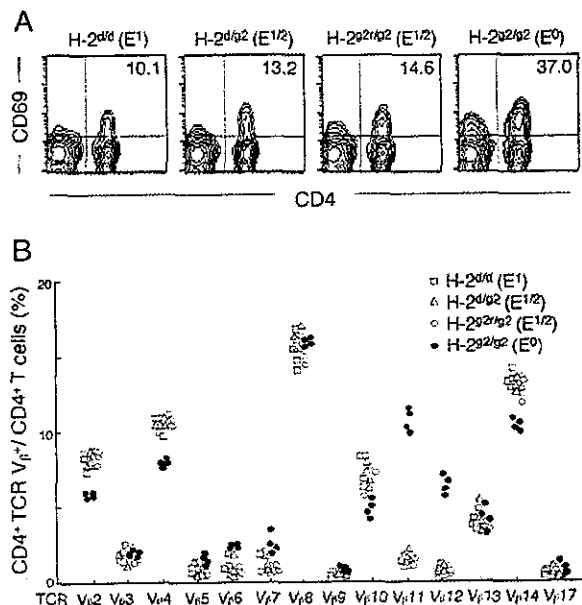 A
H-2d/d (E1) H-2d/g2 (E1/2) H-2g2r/g2 (E1/2) H-2g2/g2 (E0)
10.1 13.2 14.6 37.0
CD69
CD4
B
CD4+ TCR Vβ+/ CD4+ T cells (%)
20
10
0
H-2d/d (E1)
H-2d/g2 (E1/2)
H-2g2r/g2 (E1/2)
H-2g2/g2 (E0)
TCR Vβ2 Vβ3 Vβ4 Vβ5 Vβ6 Vβ7 Vβ8 Vβ9 Vβ10 Vβ11 Vβ12 Vβ13 Vβ14 Vβ17